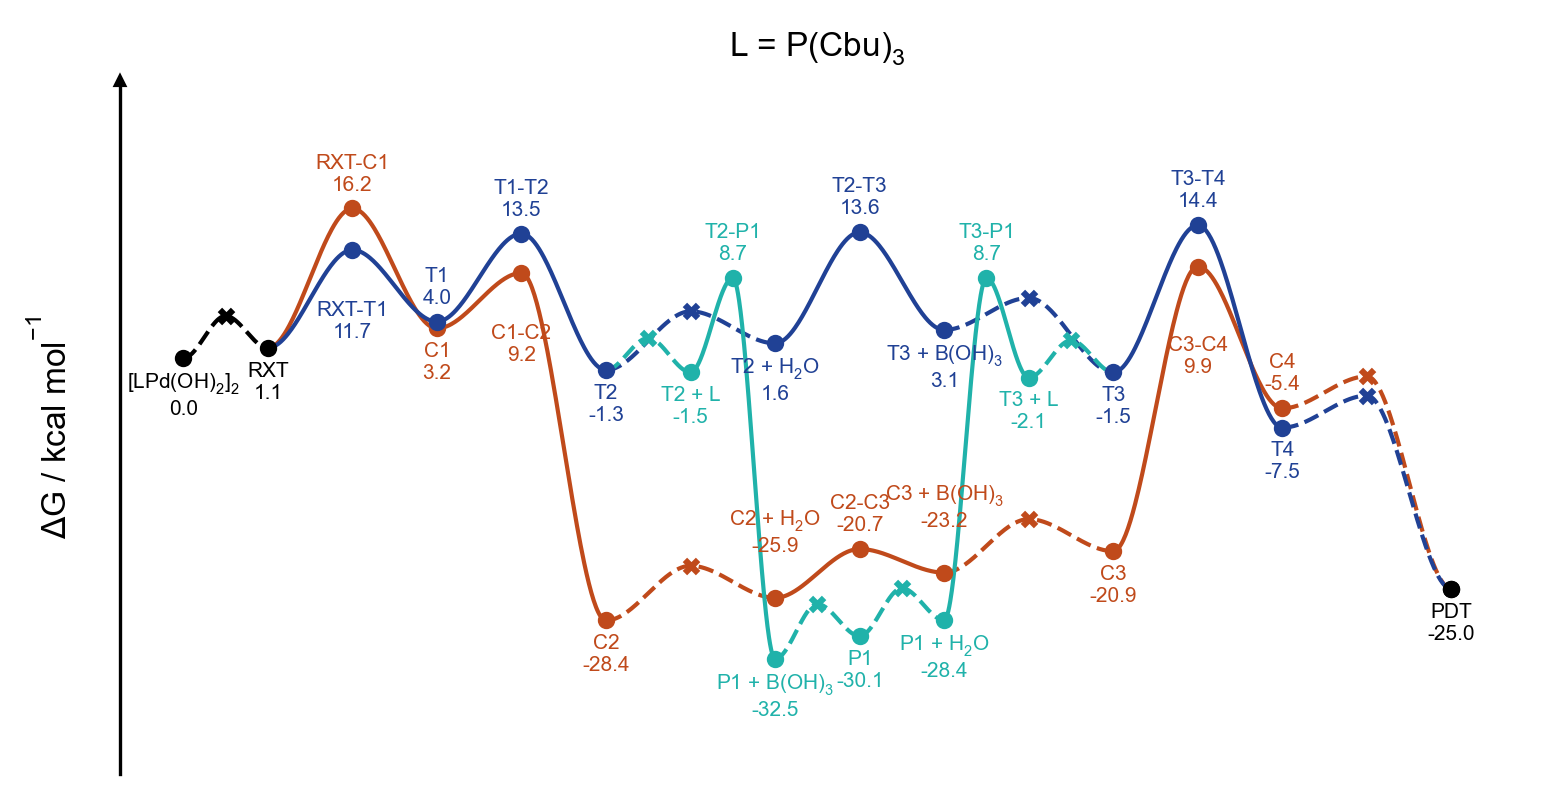 L = P(Cbu)₃
ΔG / kcal mol⁻¹
[LPd(OH)₂]₂
0.0
RXT
1.1
RXT-C1
16.2
RXT-T1
11.7
T1
4.0
C1
3.2
T1-T2
13.5
C1-C2
9.2
T2
-1.3
C2
-28.4
T2 + L
-1.5
T2-P1
8.7
T2 + H₂O
1.6
C2 + H₂O
-25.9
P1 + B(OH)₃
-32.5
T2-T3
13.6
C2-C3
-20.7
P1
-30.1
T3 + B(OH)₃
3.1
C3 + B(OH)₃
-23.2
P1 + H₂O
-28.4
T3-P1
8.7
T3 + L
-2.1
T3
-1.5
C3
-20.9
T3-T4
14.4
C3-C4
9.9
C4
-5.4
T4
-7.5
PDT
-25.0